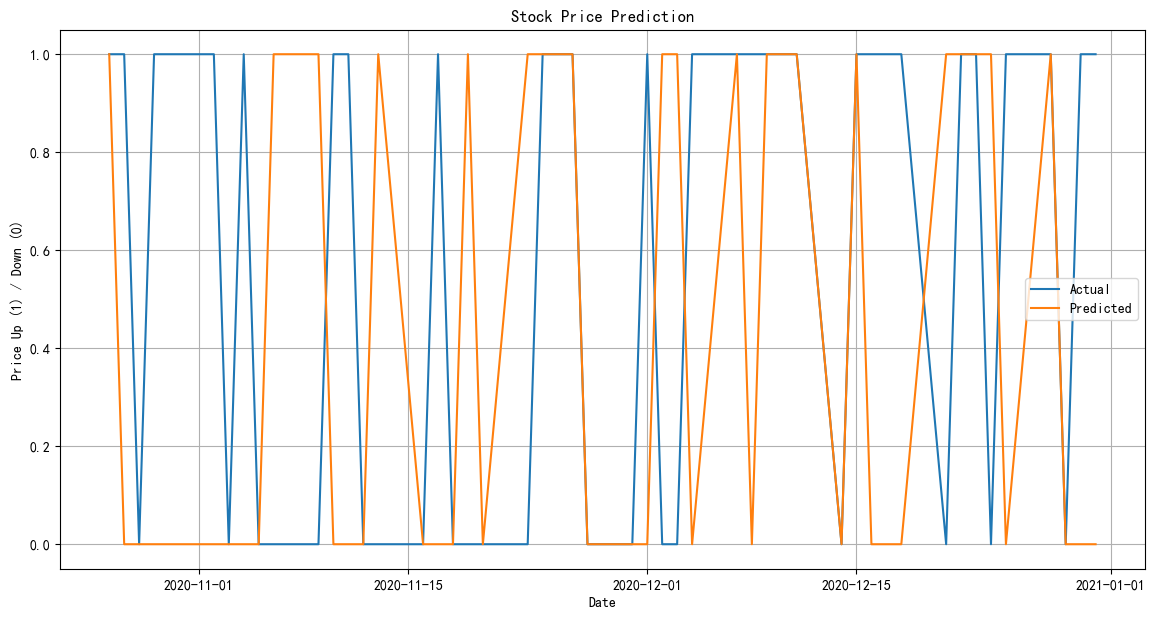 Stock Price Prediction
Price Up (1) / Down (0)
1.0
0.8
0.6
0.4
0.2
0.0
Actual
Predicted
2020-11-01
2020-11-15
2020-12-01
2020-12-15
2021-01-01
Date